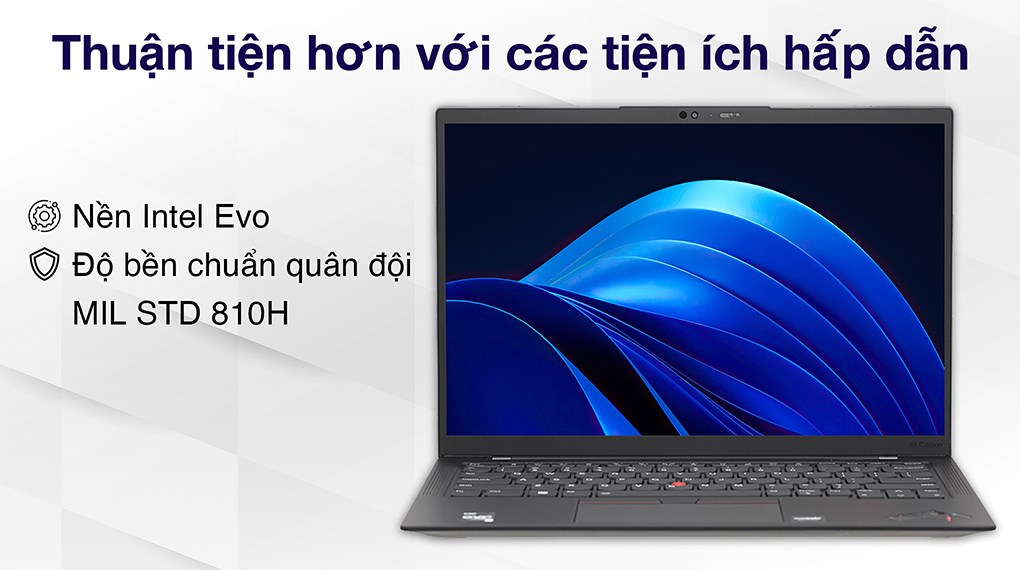 Thuận tiện hơn với các tiện ích hấp dẫn
Nền Intel Evo
Độ bền chuẩn quân đội
MIL STD 810H